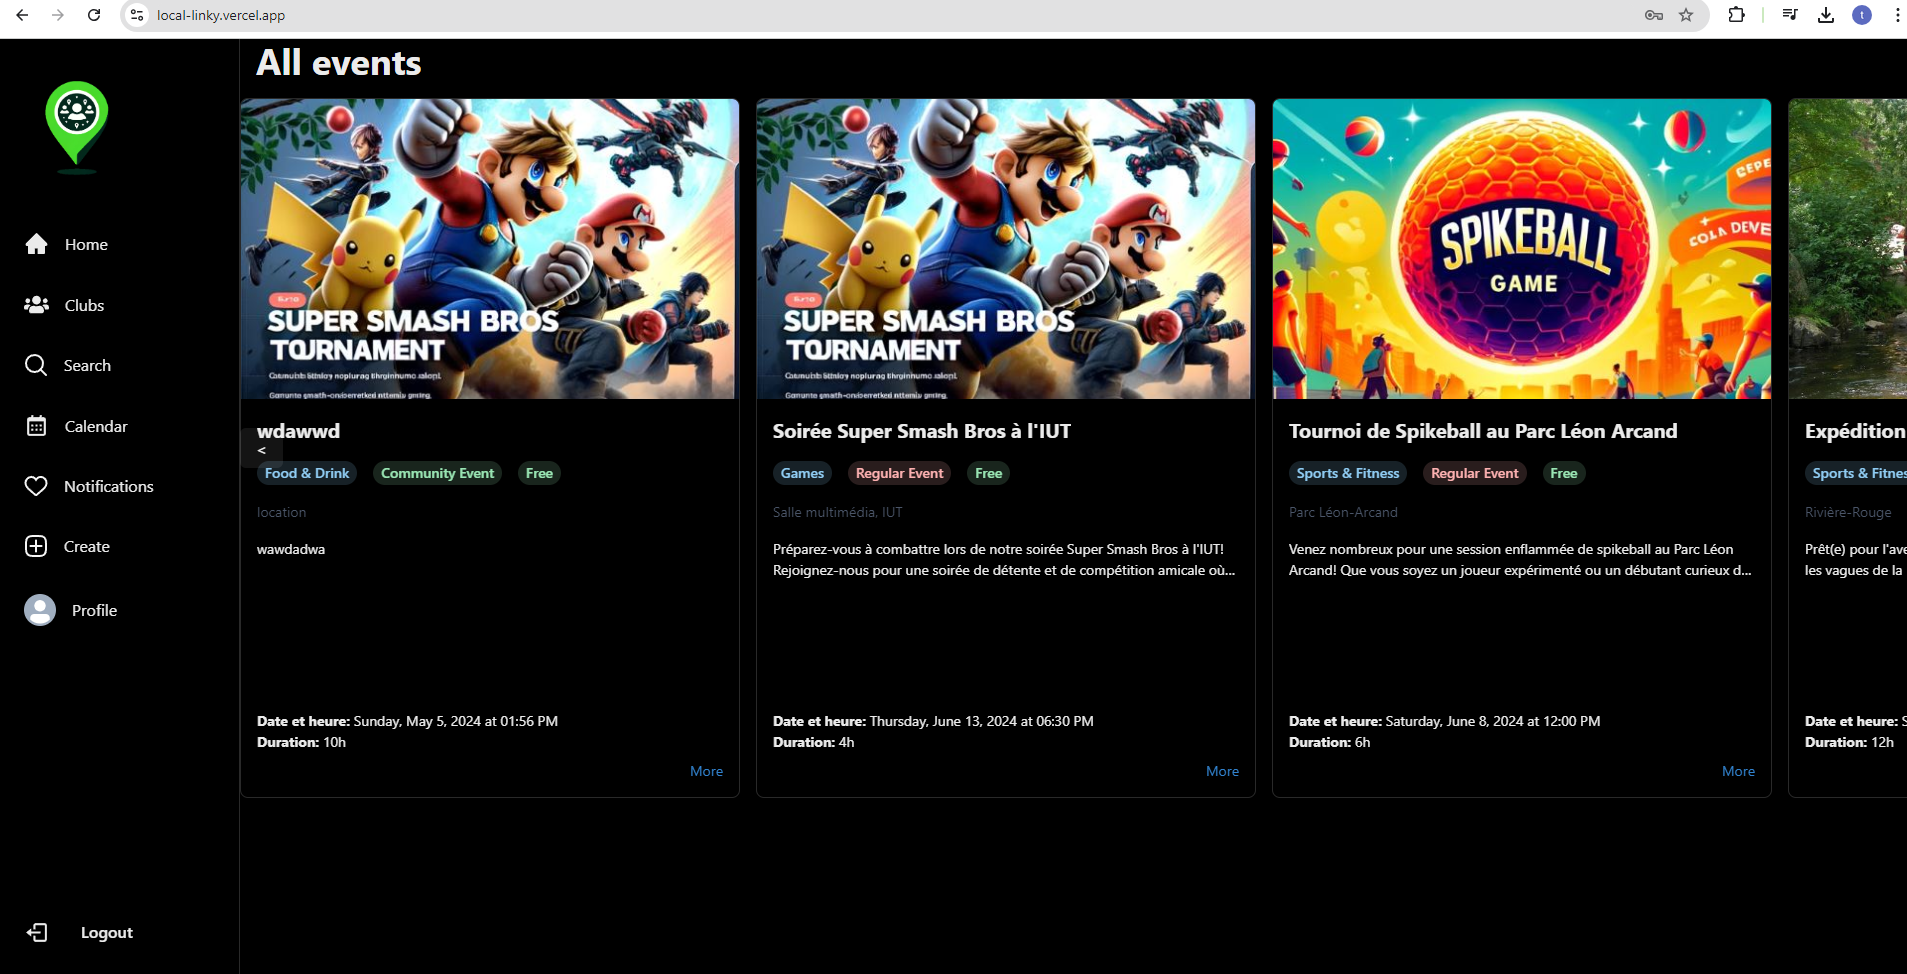 local-linky.vercel.app
t
All events
Home
Clubs
Search
Calendar
Notifications
Create
Profile
Logout
SUPER SMASH BROS
TOURNAMENT
wdawwd
<
Food & Drink Community Event Free
location
wawdadwa
Date et heure: Sunday, May 5, 2024 at 01:56 PM
Duration: 10h
More
SUPER SMASH BROS
TOURNAMENT
Soirée Super Smash Bros à l'IUT
Games Regular Event Free
Salle multimédia, IUT
Préparez-vous à combattre lors de notre soirée Super Smash Bros à l'IUT!
Rejoignez-nous pour une soirée de détente et de compétition amicale où...
Date et heure: Thursday, June 13, 2024 at 06:30 PM
Duration: 4h
More
SPIKEBALL
GAME
COLA DEVE
Tournoi de Spikeball au Parc Léon Arcand
Sports & Fitness Regular Event Free
Parc Léon-Arcand
Venez nombreux pour une session enflammée de spikeball au Parc Léon
Arcand! Que vous soyez un joueur expérimenté ou un débutant curieux d...
Date et heure: Saturday, June 8, 2024 at 12:00 PM
Duration: 6h
More
Expédition
Sports & Fitnes
Rivière-Rouge
Prêt(e) pour l'ave
les vagues de la
Date et heure: S
Duration: 12h